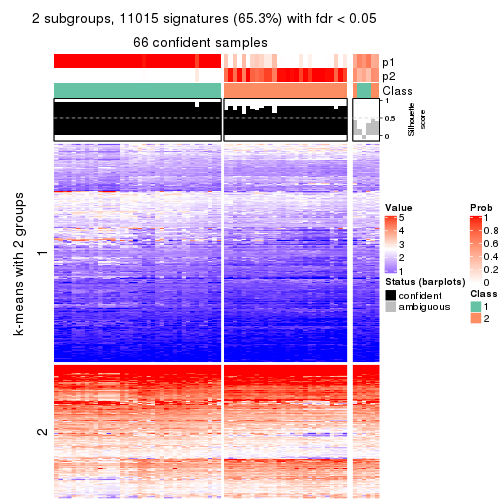 2 subgroups, 11015 signatures (65.3%) with fdr < 0.05
66 confident samples
p1
p2
Class
1
0.5
0
Silhouette
score
k-means with 2 groups
1
2
Value
5
4
3
2
1
Prob
1
0.8
0.6
0.4
0.2
0
Status (barplots)
confident
ambiguous
Class
1
2